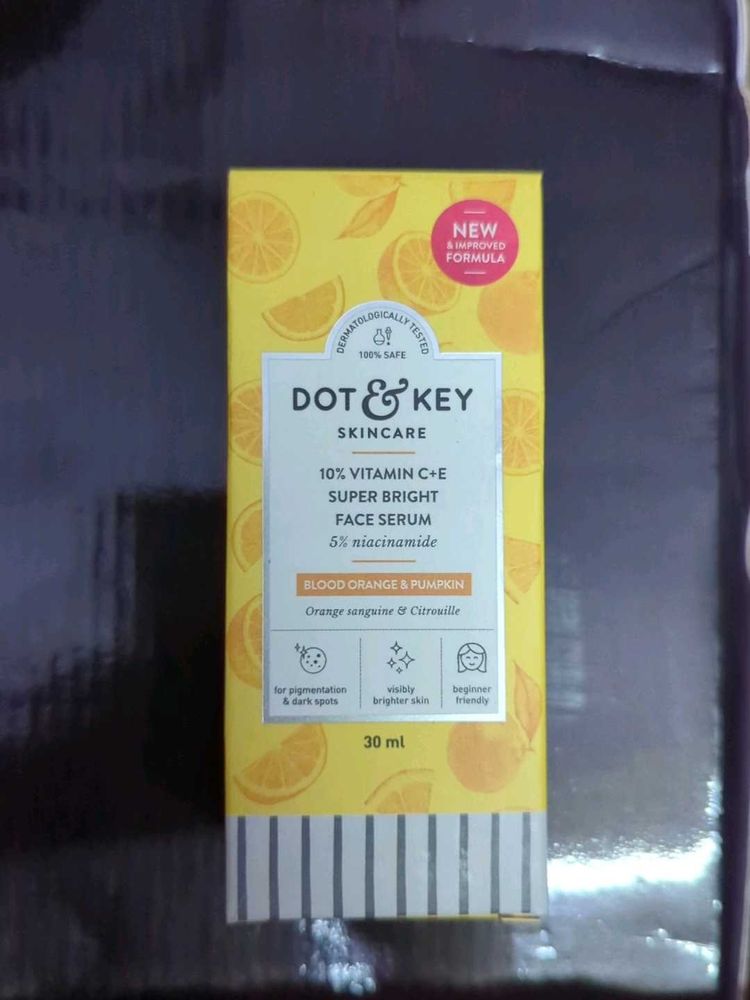 NEW
& IMPROVED
FORMULA
DERMATOLOGICALLY TESTED
100% SAFE
DOT & KEY
SKINCARE
10% VITAMIN C+E
SUPER BRIGHT
FACE SERUM
5% niacinamide
BLOOD ORANGE & PUMPKIN
Orange sanguine & Citrouille
for pigmentation
& dark spots
visibly
brighter skin
beginner
friendly
30 ml